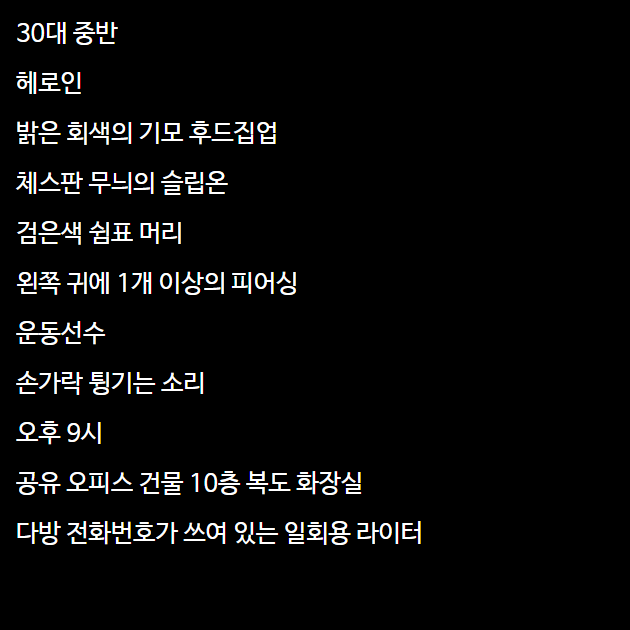 30대 중반
헤로인
밝은 회색의 기모 후드집업
체스판 무늬의 슬립온
검은색 쉼표 머리
왼쪽 귀에 1개 이상의 피어싱
운동선수
손가락 튕기는 소리
오후 9시
공유 오피스 건물 10층 복도 화장실
다방 전화번호가 쓰여 있는 일회용 라이터